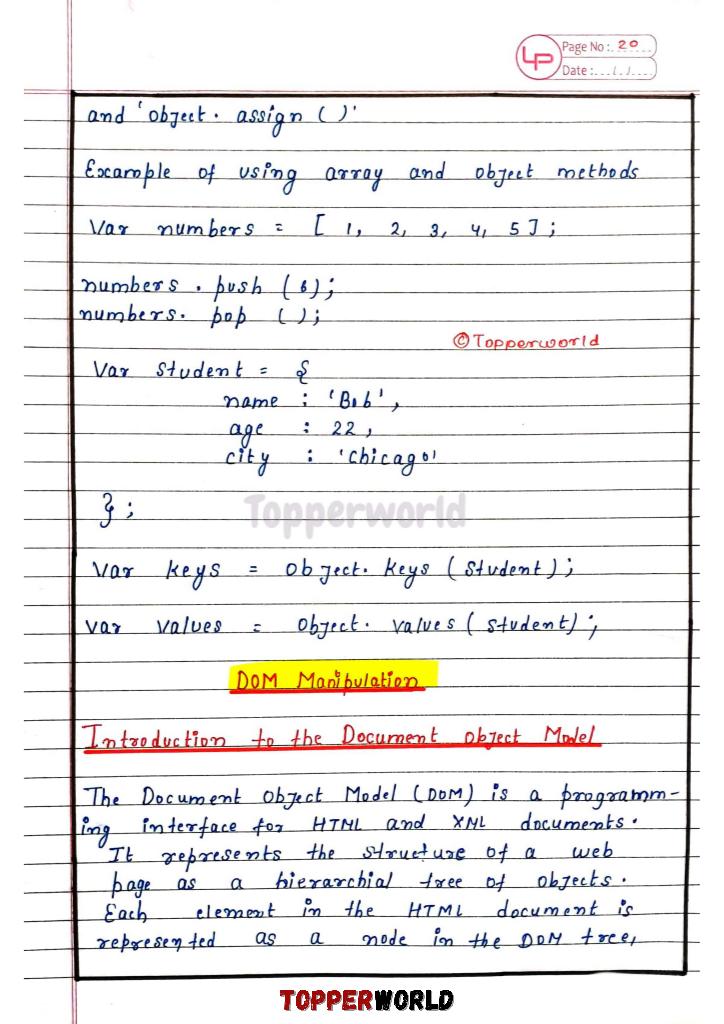 LP
Page No :. 20 ....
Date :..../..../....
and 'object. assign ( )'
Example of using array and object methods
Var numbers = [ 1, 2, 3, 4, 5 ] ;
numbers . push ( 6 ) ;
numbers. pop ( ) ;
©Topperworld
Var student = {
name : 'Bob' ,
age : 22 ,
city : 'Chicago'
Topperworld
} ;
Var keys = object. keys ( student ) ;
var values = object. values ( student) ;
DOM Manipulation
Introduction to the Document Object Model
The Document Object Model (DOM) is a programm-
ing interface for HTML and XML documents.
It represents the structure of a web
page as a hierarchial tree of objects.
Each element in the HTML document is
represented as a node in the DOM tree,
TOPPERWORLD